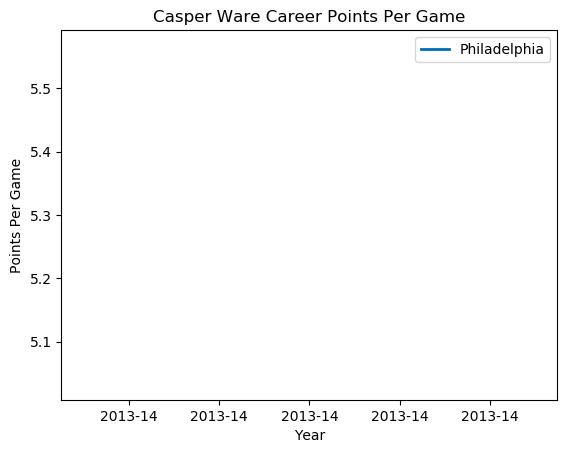 Casper Ware Career Points Per Game
Philadelphia
Points Per Game
5.5
5.4
5.3
5.2
5.1
2013-14 2013-14 2013-14 2013-14 2013-14
Year